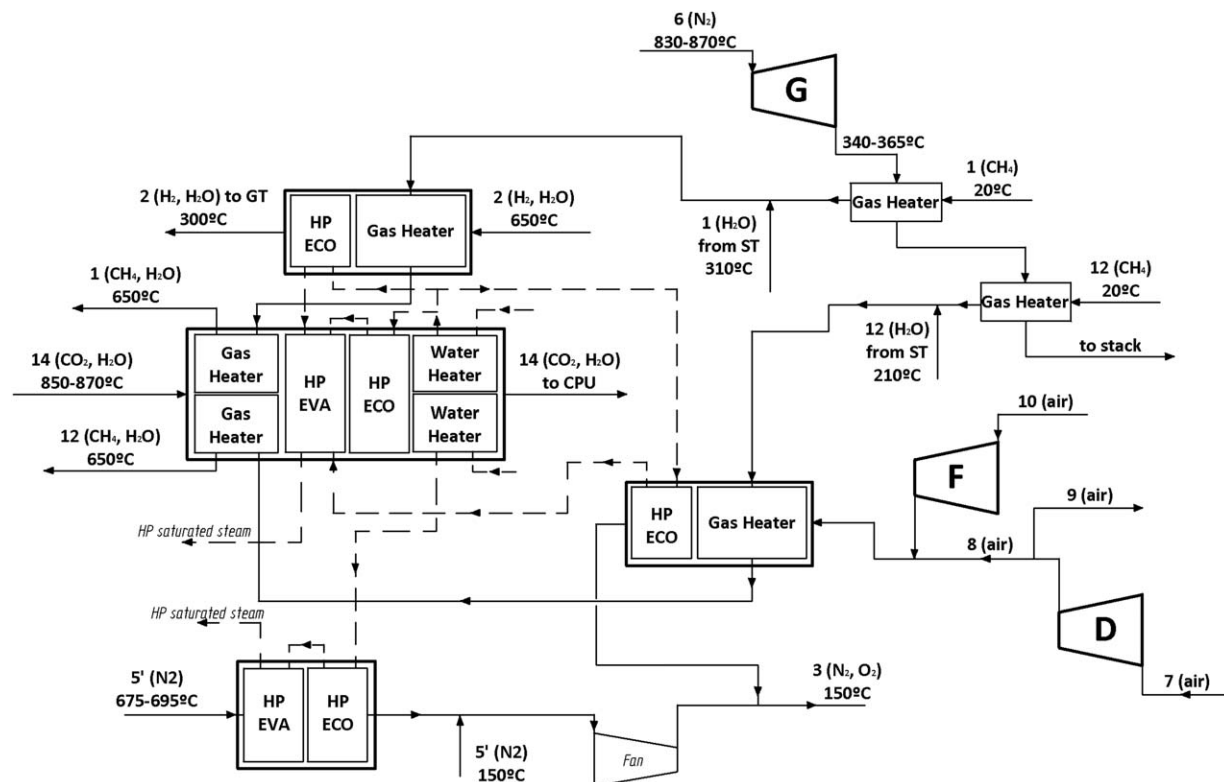 6 (N₂)
830-870ºC
G
340-365ºC
1 (CH₄)
20ºC
Gas Heater
2 (H₂, H₂O) to GT
300ºC
HP
ECO
Gas Heater
2 (H₂, H₂O)
650ºC
1 (H₂O)
from ST
310ºC
12 (CH₄)
20ºC
Gas Heater
1 (CH₄, H₂O)
650ºC
12 (H₂O)
from ST
210ºC
to stack
14 (CO₂, H₂O)
850-870ºC
Gas
Heater
Gas
Heater
HP
EVA
HP
ECO
Water
Heater
Water
Heater
14 (CO₂, H₂O)
to CPU
12 (CH₄, H₂O)
650ºC
10 (air)
F
9 (air)
8 (air)
HP
ECO
Gas Heater
HP saturated steam
D
7 (air)
HP saturated steam
5' (N2)
675-695ºC
HP
EVA
HP
ECO
5' (N2)
150ºC
Fan
3 (N₂, O₂)
150ºC